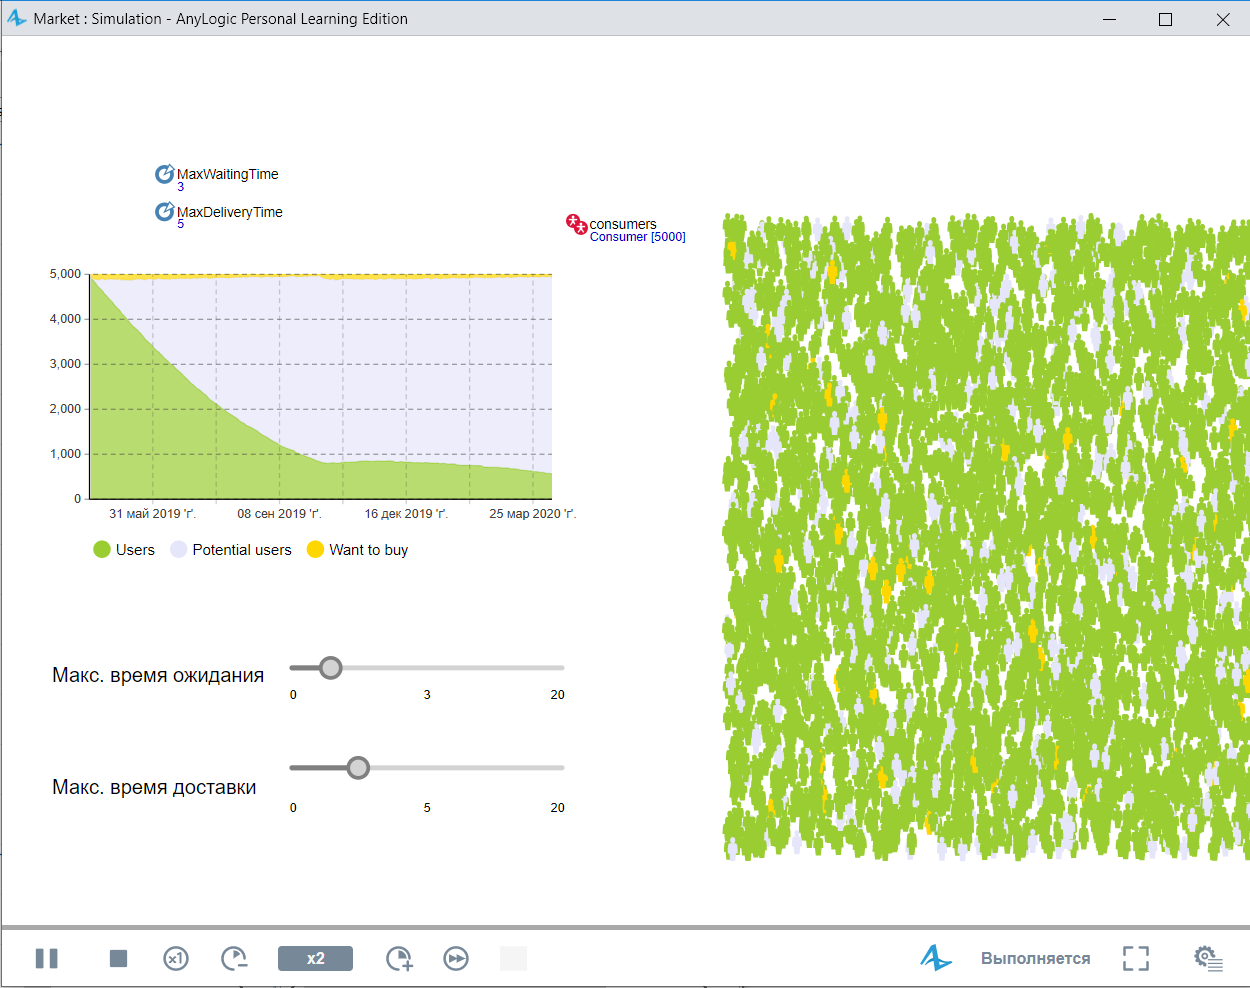 Market : Simulation - AnyLogic Personal Learning Edition
MaxWaitingTime
3
MaxDeliveryTime
5
consumers
Consumer [5000]
5,000
4,000
3,000
2,000
1,000
0
31 май 2019 'г'. 08 сен 2019 'г'. 16 дек 2019 'г'. 25 мар 2020 'г'.
Users Potential users Want to buy
Макс. время ожидания
0 3 20
Макс. время доставки
0 5 20
x1 x2 Выполняется